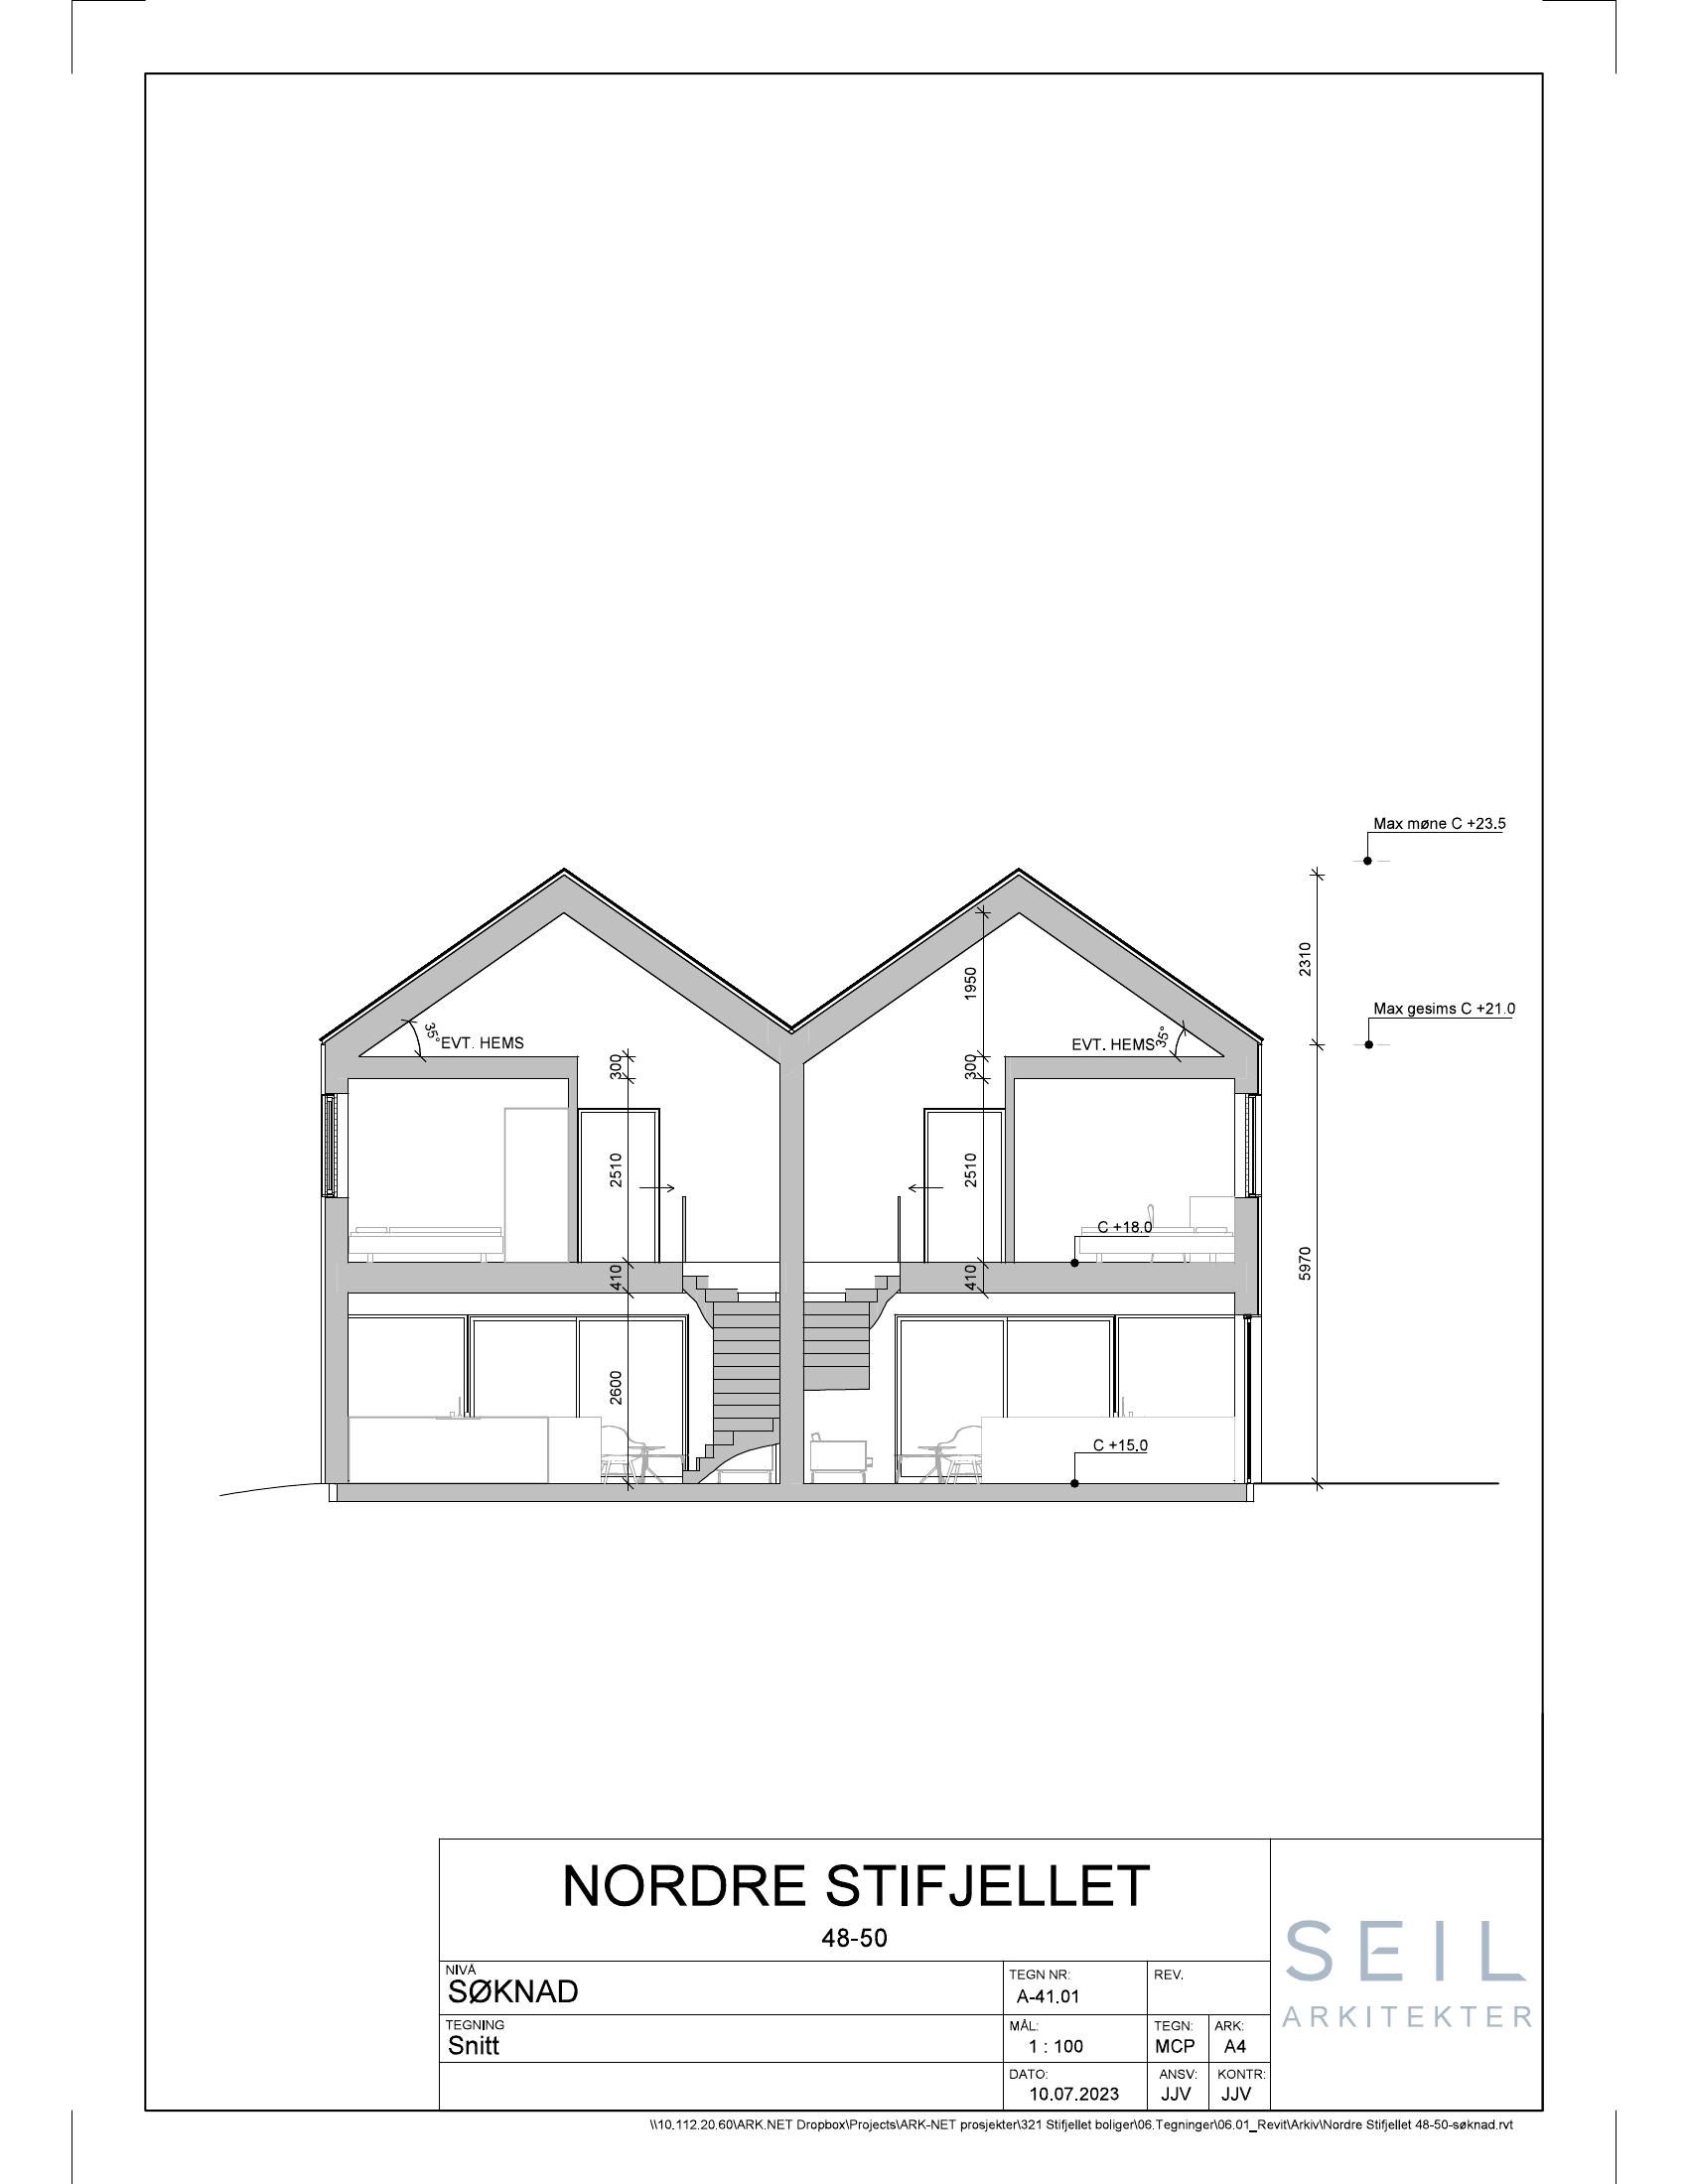 Max møne C +23.5
2310
1950
Max gesims C +21.0
35°
EVT. HEMS
EVT. HEMS
35°
300
300
2510
2510
C +18.0
5970
410
410
2600
C +15.0
NORDRE STIFJELLET
48-50
NIVÅ
SØKNAD
TEGN NR:
A-41.01
REV.
TEGNING
Snitt
MÅL:
1 : 100
TEGN:
MCP
ARK:
A4
DATO:
10.07.2023
ANSV:
JJV
KONTR:
JJV
SEIL
ARKITEKTER
\\10.112.20.60\ARK.NET Dropbox\Projects\ARK-NET prosjekter\321 Stifjellet boliger\06.Tegninger\06.01_Revit\Arkiv\Nordre Stifjellet 48-50-søknad.rvt